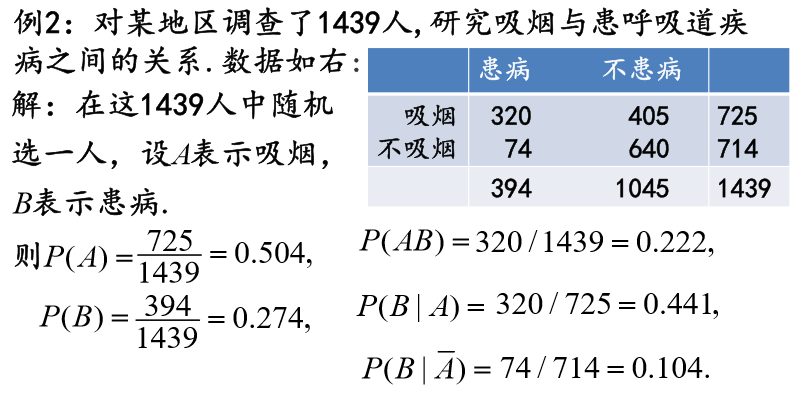 例2：对某地区调查了1439人,研究吸烟与患呼吸道疾
病之间的关系.数据如右：
患病 不患病
吸烟 320 405 725
不吸烟 74 640 714
394 1045 1439
解：在这1439人中随机
选一人，设A表示吸烟，
B表示患病.
则P(A)=725/1439=0.504,
P(B)=394/1439=0.274,
P(AB)=320/1439=0.222,
P(B|A)= 320/725=0.441,
P(B|A̅)= 74/714=0.104.